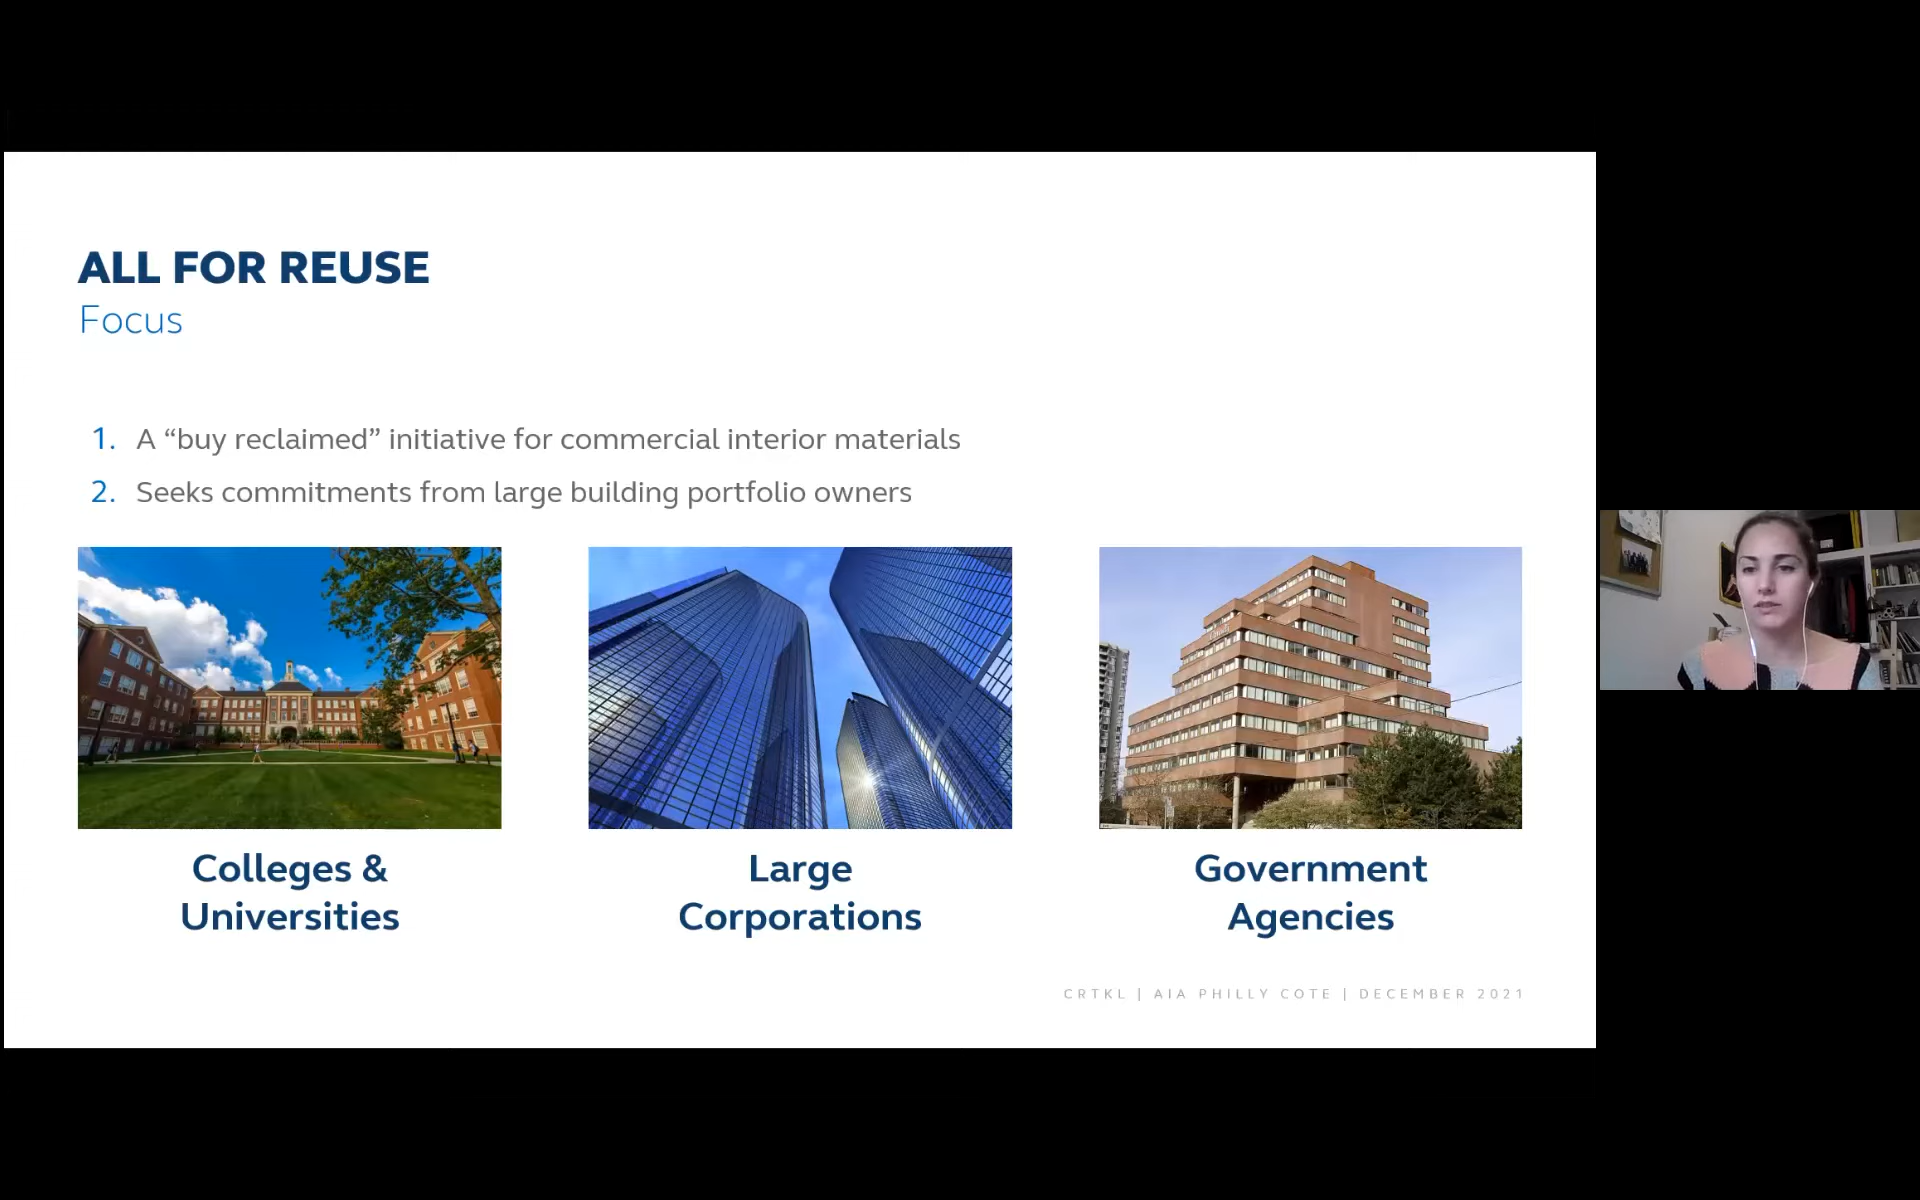 ALL FOR REUSE
Focus
1. A “buy reclaimed” initiative for commercial interior materials
2. Seeks commitments from large building portfolio owners
Colleges &
Universities
Large
Corporations
Government
Agencies
CRTKL | AIA PHILLY COTE | DECEMBER 2021